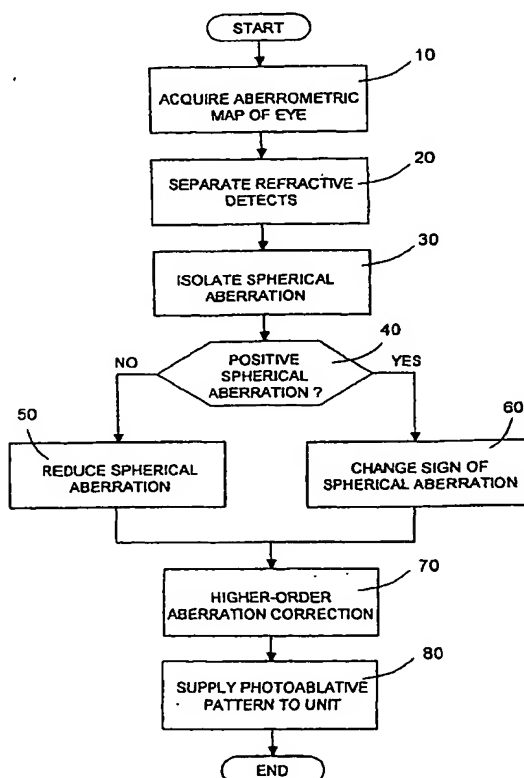 START
10
ACQUIRE ABERROMETRIC
MAP OF EYE
20
SEPARATE REFRACTIVE
DETECTS
30
ISOLATE SPHERICAL
ABERRATION
40
NO
POSITIVE
SPHERICAL
ABERRATION ?
YES
50
REDUCE SPHERICAL
ABERRATION
60
CHANGE SIGN OF
SPHERICAL ABERRATION
70
HIGHER-ORDER
ABERRATION CORRECTION
80
SUPPLY PHOTOABLATIVE
PATTERN TO UNIT
END